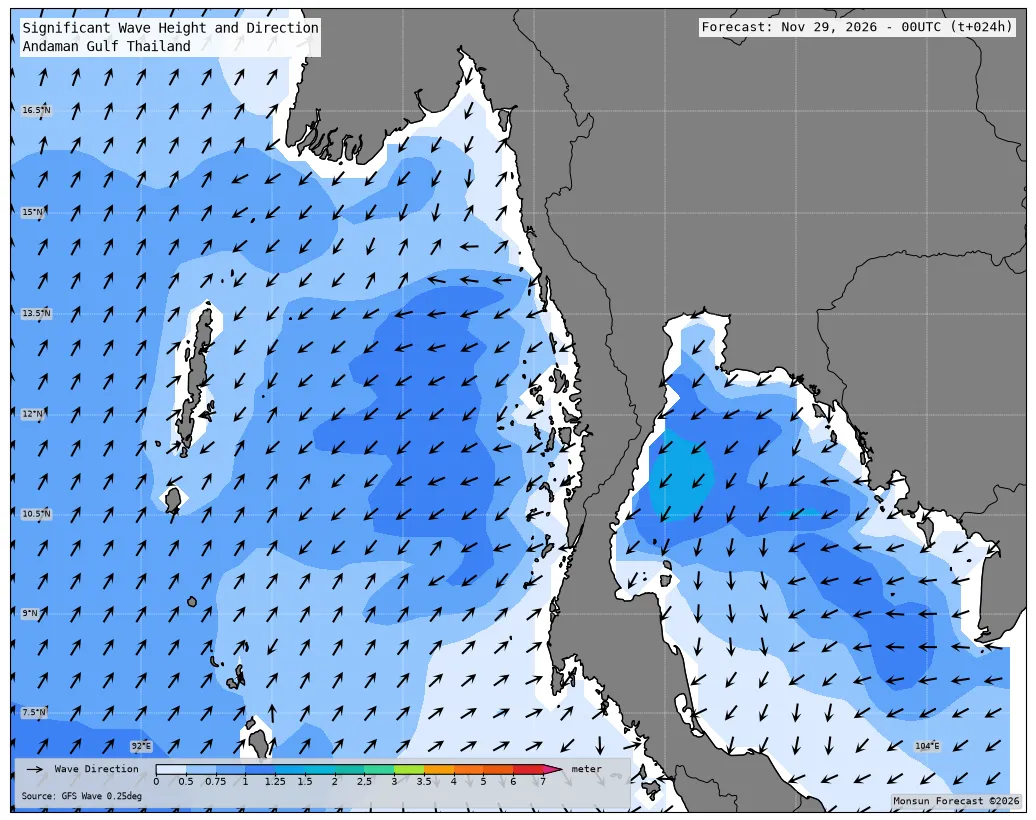 Significant Wave Height and Direction
Andaman Gulf Thailand
Forecast: Nov 29, 2026 - 00UTC (t+024h)
16.5°N
15°N
13.5°N
12°N
10.5°N
9°N
7.5°N
92°E
104°E
Wave Direction
0 0.5 0.75 1 1.25 1.5 2 2.5 3 3.5 4 5 6 7
meter
Source: GFS Wave 0.25deg
Monsun Forecast ©2026